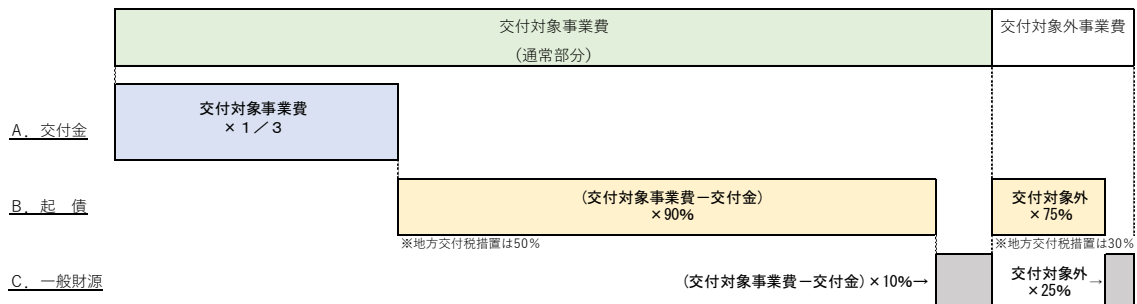 交付対象事業費
（通常部分）
交付対象外事業費
A．交付金
交付対象事業費
×１／３
B．起　債
(交付対象事業費－交付金)
×90%
交付対象外
×75%
※地方交付税措置は50%
※地方交付税措置は30%
C．一般財源
(交付対象事業費－交付金)×10%→
交付対象外
×25%
→